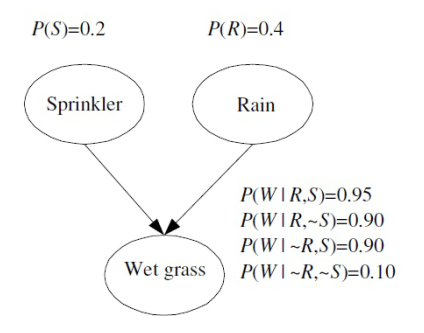 P(S)=0.2
P(R)=0.4
Sprinkler
Rain
P(W | R,S)=0.95
P(W | R,~S)=0.90
P(W | ~R,S)=0.90
P(W | ~R,~S)=0.10
Wet grass